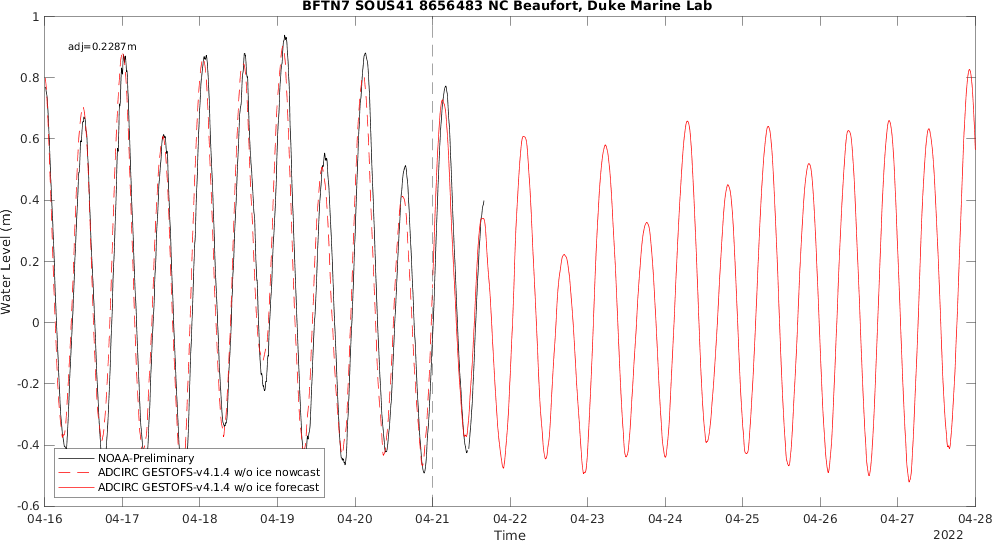 BFTN7 SOUS41 8656483 NC Beaufort, Duke Marine Lab
adj=0.2287m
1
0.8
0.6
0.4
0.2
0
-0.2
-0.4
-0.6
Water Level (m)
NOAA-Preliminary
ADCIRC GESTOFS-v4.1.4 w/o ice nowcast
ADCIRC GESTOFS-v4.1.4 w/o ice forecast
04-16 04-17 04-18 04-19 04-20 04-21 04-22 04-23 04-24 04-25 04-26 04-27 04-28
Time
2022